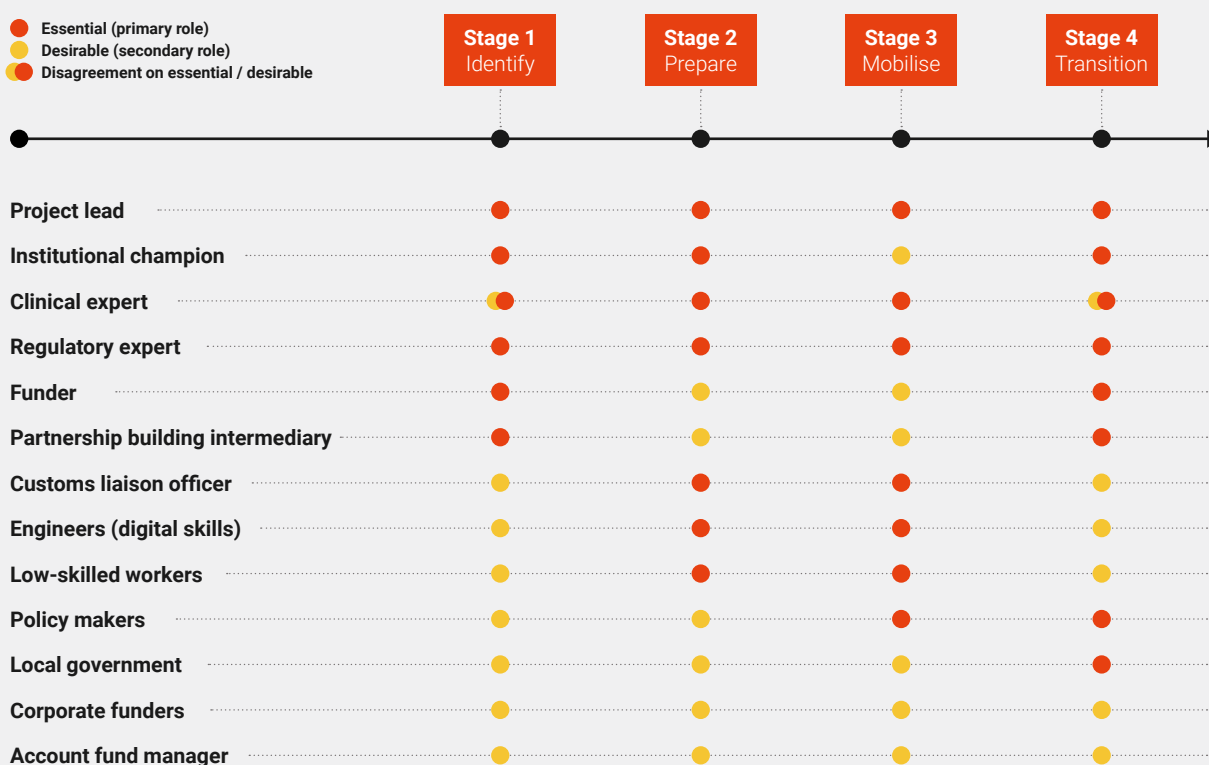 Essential (primary role)
Desirable (secondary role)
Disagreement on essential / desirable
Stage 1
Identify
Stage 2
Prepare
Stage 3
Mobilise
Stage 4
Transition
Project lead
Institutional champion
Clinical expert
Regulatory expert
Funder
Partnership building intermediary
Customs liaison officer
Engineers (digital skills)
Low-skilled workers
Policy makers
Local government
Corporate funders
Account fund manager